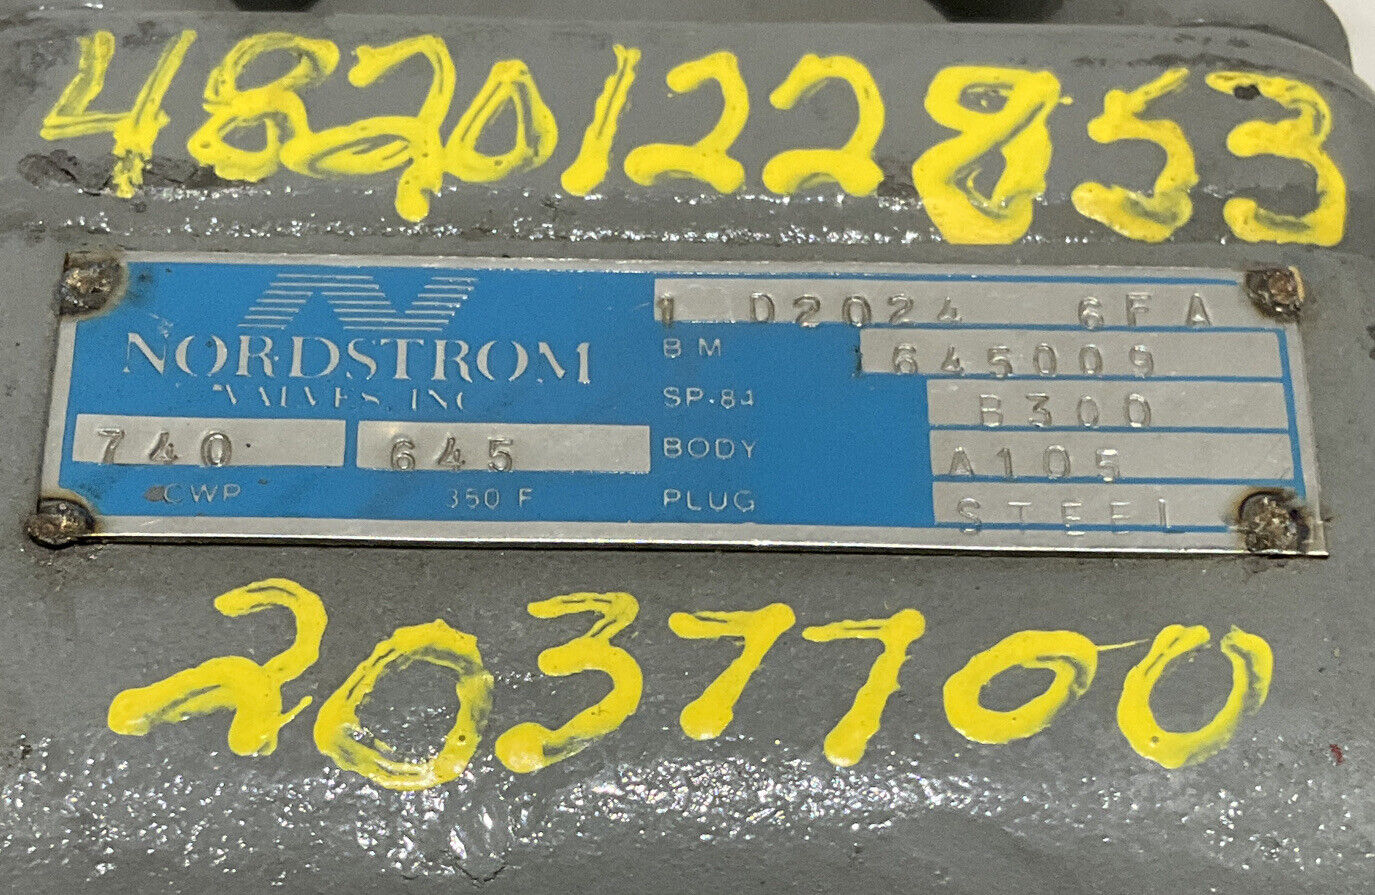 4820122853
1 D2024 6FA
NORDSTROM
VALVES, INC
BM 645009
SP-84 B300
740 645
BODY A105
CWP 350 F
PLUG STEEL
2037700